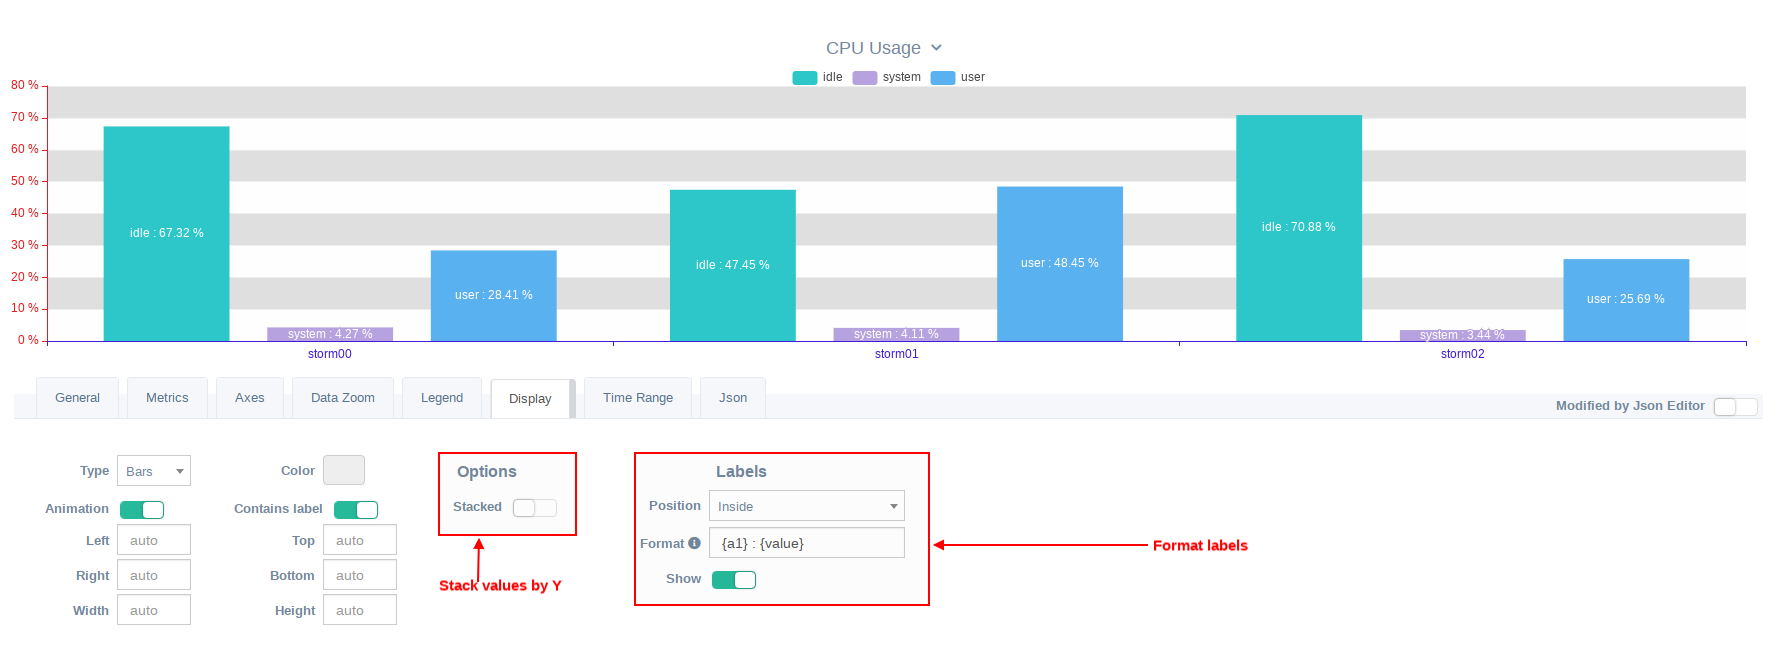 CPU Usage
idle system user
80 %
70 %
60 %
50 %
40 %
30 %
20 %
10 %
0 %
idle : 67.32 %
system : 4.27 %
user : 28.41 %
idle : 47.45 %
system : 4.11 %
user : 48.45 %
idle : 70.88 %
system : 3.44 %
user : 25.69 %
storm00 storm01 storm02
General Metrics Axes Data Zoom Legend Display Time Range Json
Modified by Json Editor
Type Bars
Color
Animation
Contains label
Left auto
Top auto
Right auto
Bottom auto
Width auto
Height auto
Options
Stacked
Stack values by Y
Labels
Position Inside
Format {a1} : {value}
Show
Format labels